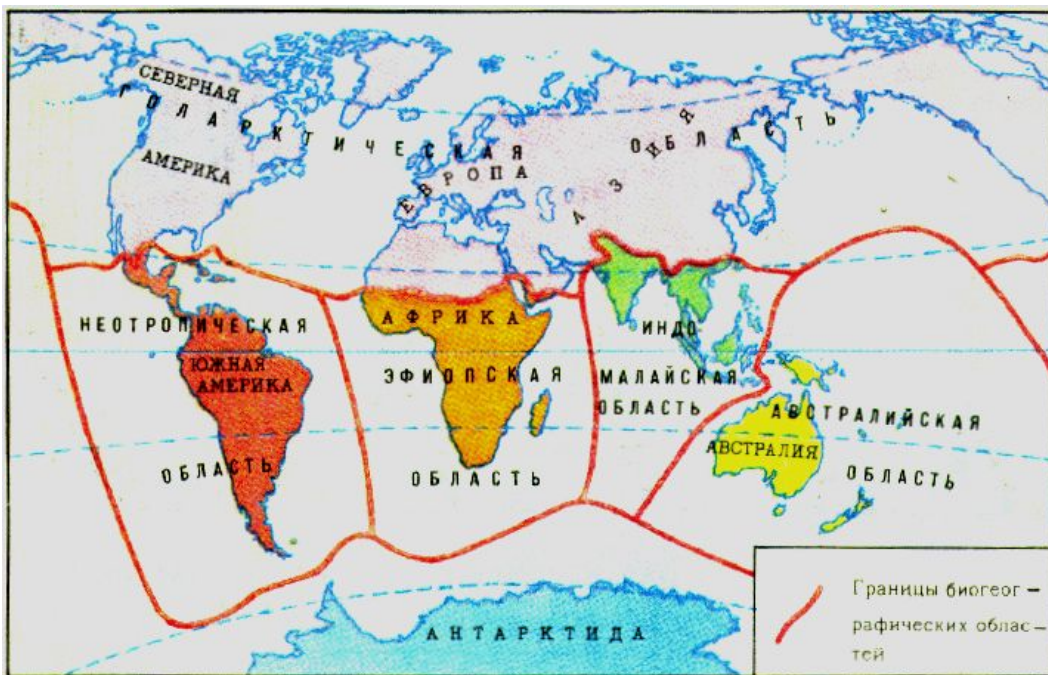 СЕВЕРНАЯ
ГОЛАРКТИЧЕСКАЯ ОБЛАСТЬ
АМЕРИКА
ЕВРОПА
АЗИЯ
НЕОТРОПИЧЕСКАЯ
ЮЖНАЯ
АМЕРИКА
ОБЛАСТЬ
АФРИКА
ЭФИОПСКАЯ
ОБЛАСТЬ
ИНДО
МАЛАЙСКАЯ
ОБЛАСТЬ
АВСТРАЛИЙСКАЯ
АВСТРАЛИЯ
ОБЛАСТЬ
АНТАРКТИДА
Границы биогеог –
рафических облас–
тей